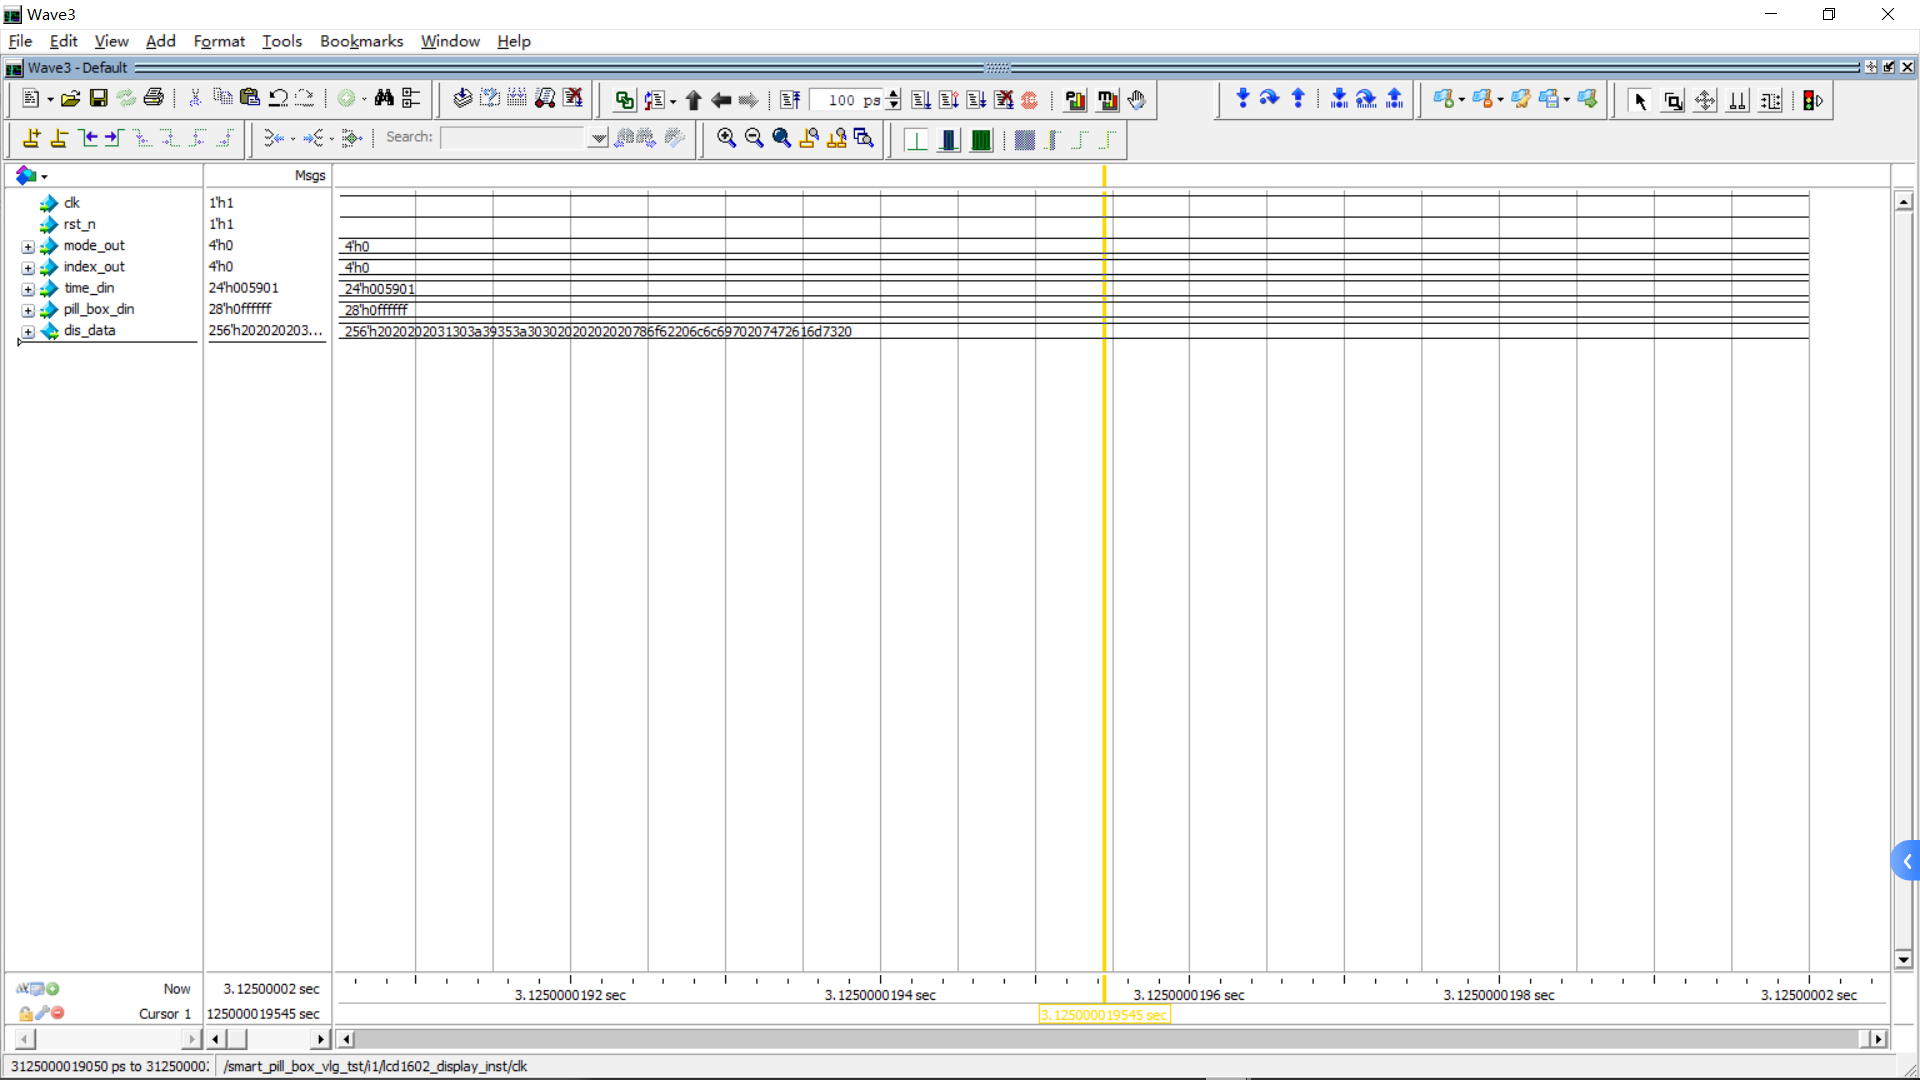 Wave3
File Edit View Add Format Tools Bookmarks Window Help
Wave3 - Default
100 ps
Search:
Msgs
clk 1'h1
rst_n 1'h1
mode_out 4'h0 4'h0
index_out 4'h0 4'h0
time_din 24'h005901 24'h005901
pill_box_din 28'h0ffffff 28'h0ffffff
dis_data 256'h202020203... 256'h2020202031303a39353a30302020202020786f62206c6c6970207472616d7320
Now 3.12500002 sec 3.1250000192 sec 3.1250000194 sec 3.1250000196 sec 3.1250000198 sec 3.12500002 sec
Cursor 1 125000019545 sec 3.125000019545 sec
3125000019050 ps to 31250000 /smart_pill_box_vlg_tst/i1/lcd1602_display_inst/clk